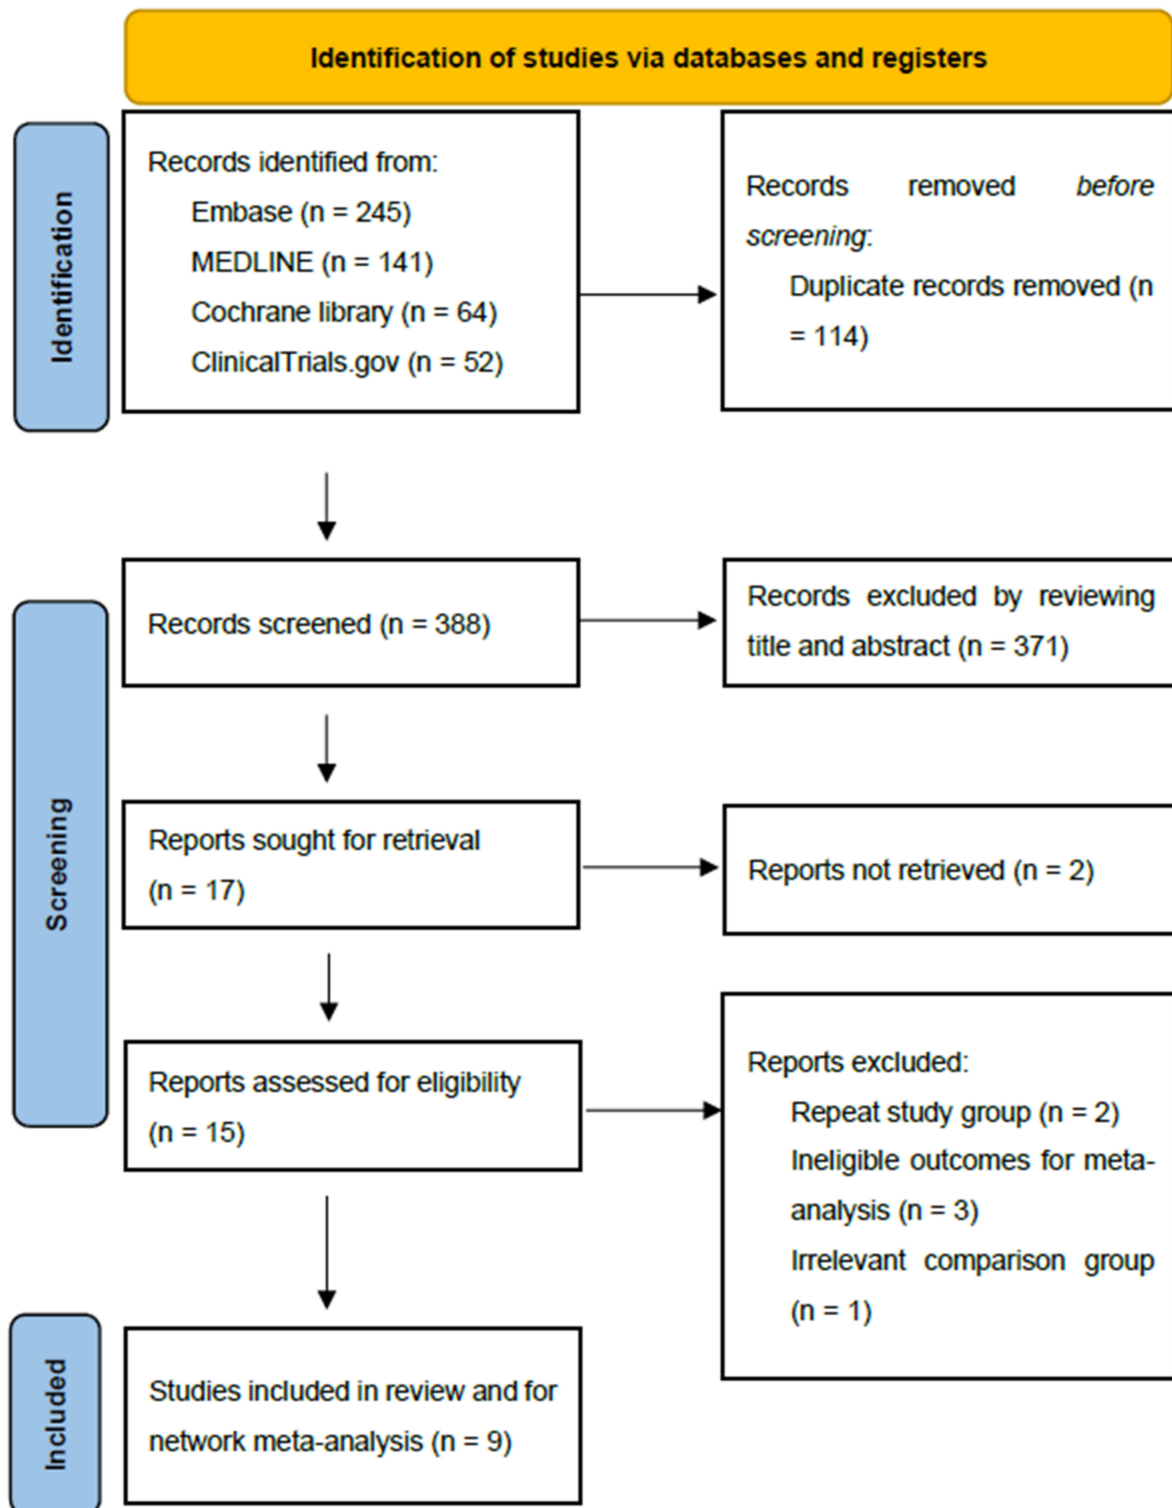 Identification of studies via databases and registers
Identification
Records identified from:
Embase (n = 245)
MEDLINE (n = 141)
Cochrane library (n = 64)
ClinicalTrials.gov (n = 52)
Records removed before
screening:
Duplicate records removed (n
= 114)
Screening
Records screened (n = 388)
Records excluded by reviewing
title and abstract (n = 371)
Reports sought for retrieval
(n = 17)
Reports not retrieved (n = 2)
Reports assessed for eligibility
(n = 15)
Reports excluded:
Repeat study group (n = 2)
Ineligible outcomes for meta-
analysis (n = 3)
Irrelevant comparison group
(n = 1)
Included
Studies included in review and for
network meta-analysis (n = 9)